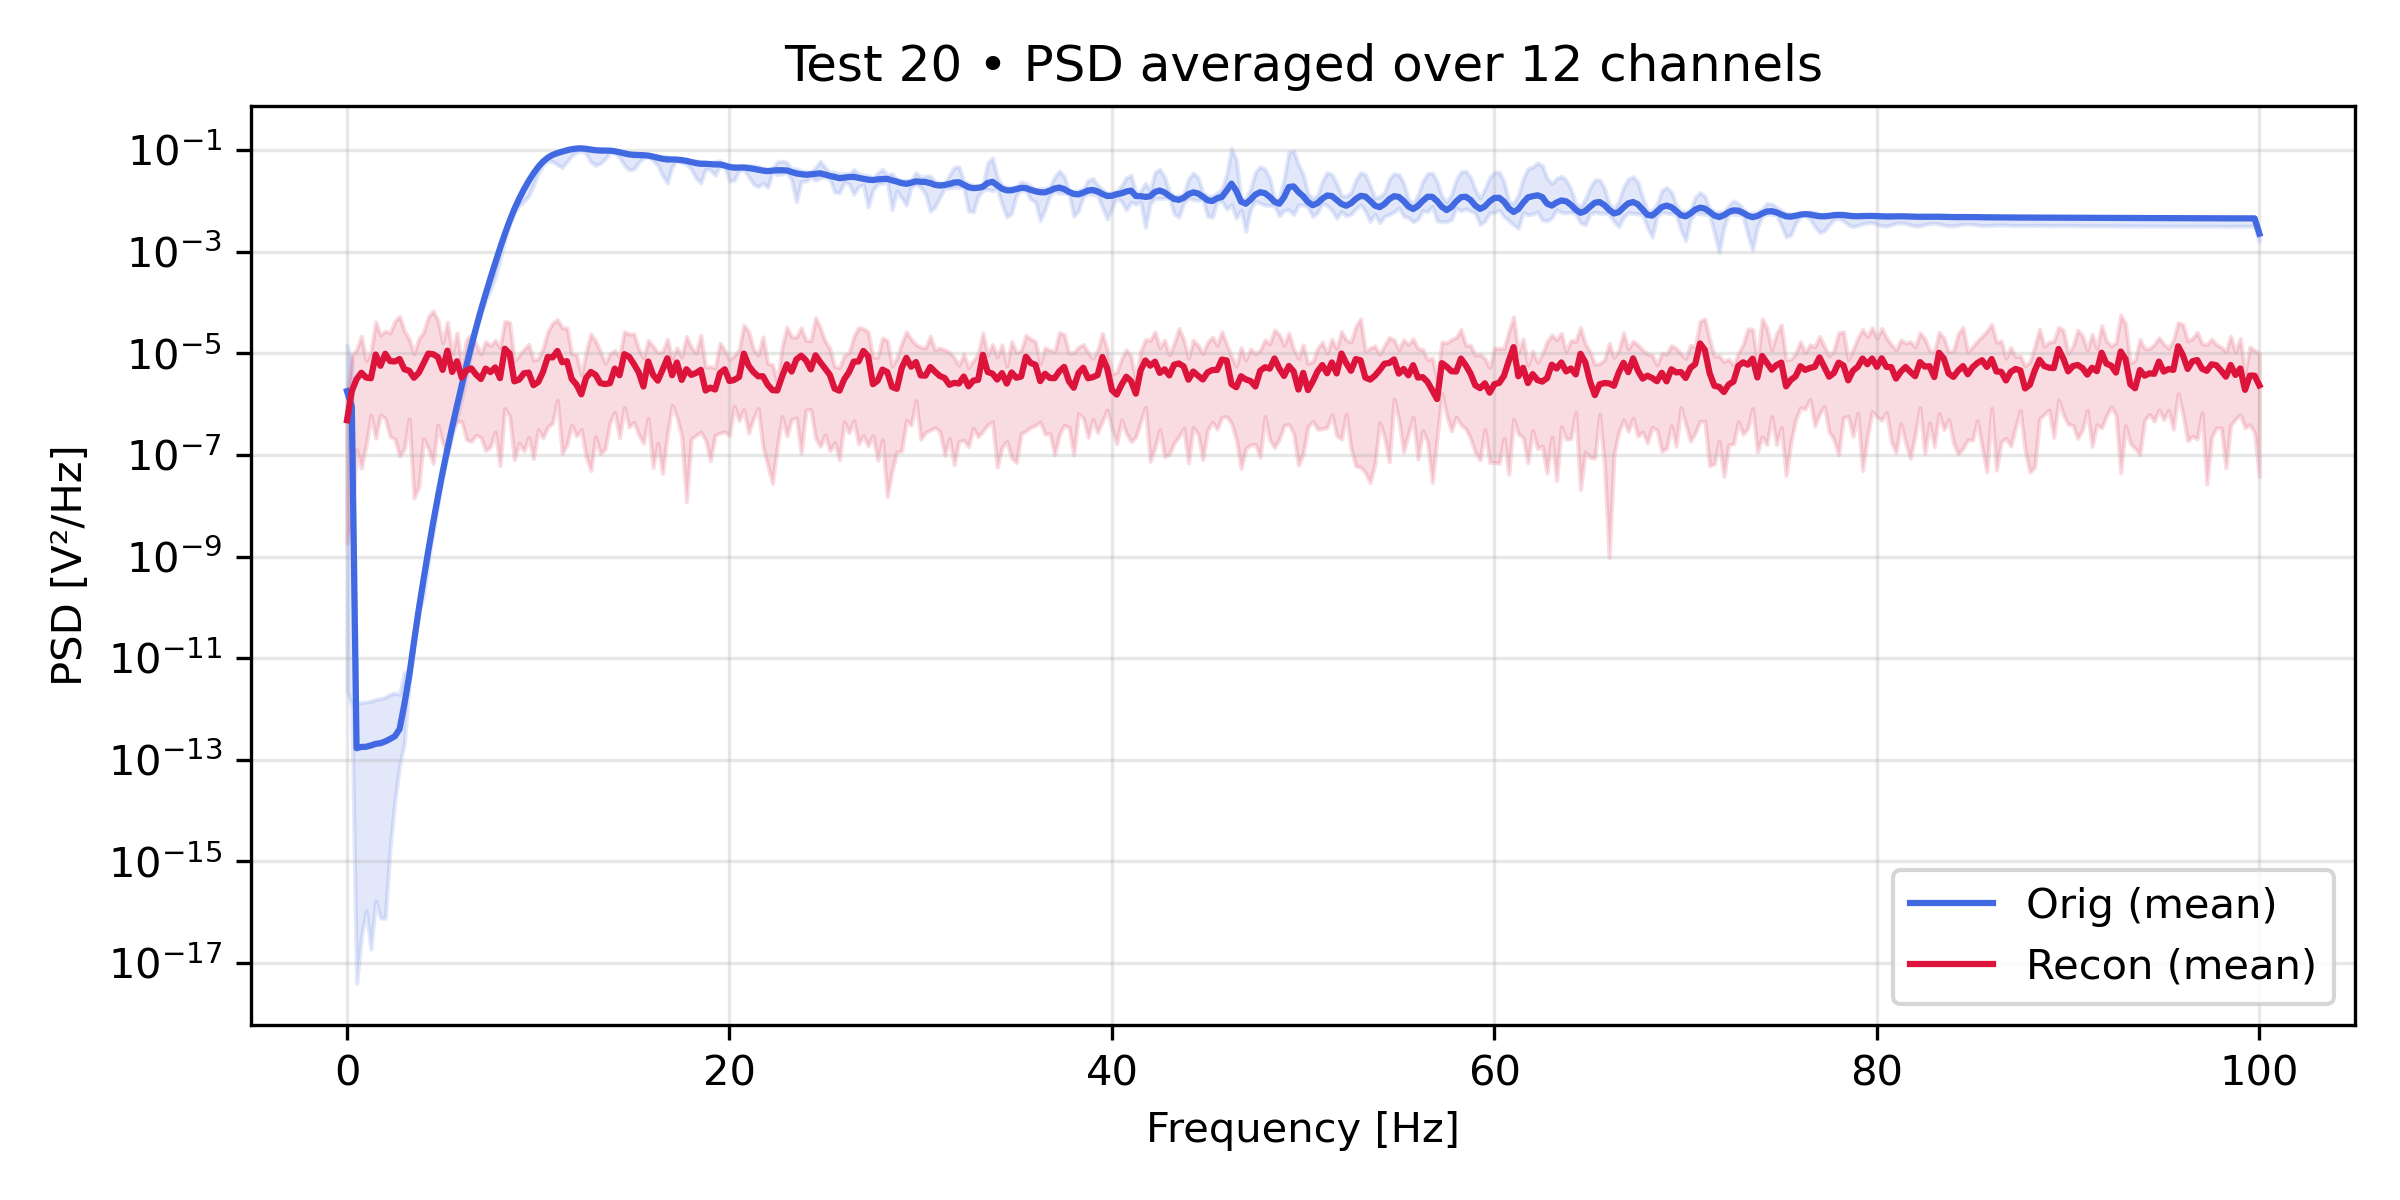 Test 20 • PSD averaged over 12 channels
PSD [V²/Hz]
10⁻¹
10⁻³
10⁻⁵
10⁻⁷
10⁻⁹
10⁻¹¹
10⁻¹³
10⁻¹⁵
10⁻¹⁷
Orig (mean)
Recon (mean)
0 20 40 60 80 100
Frequency [Hz]